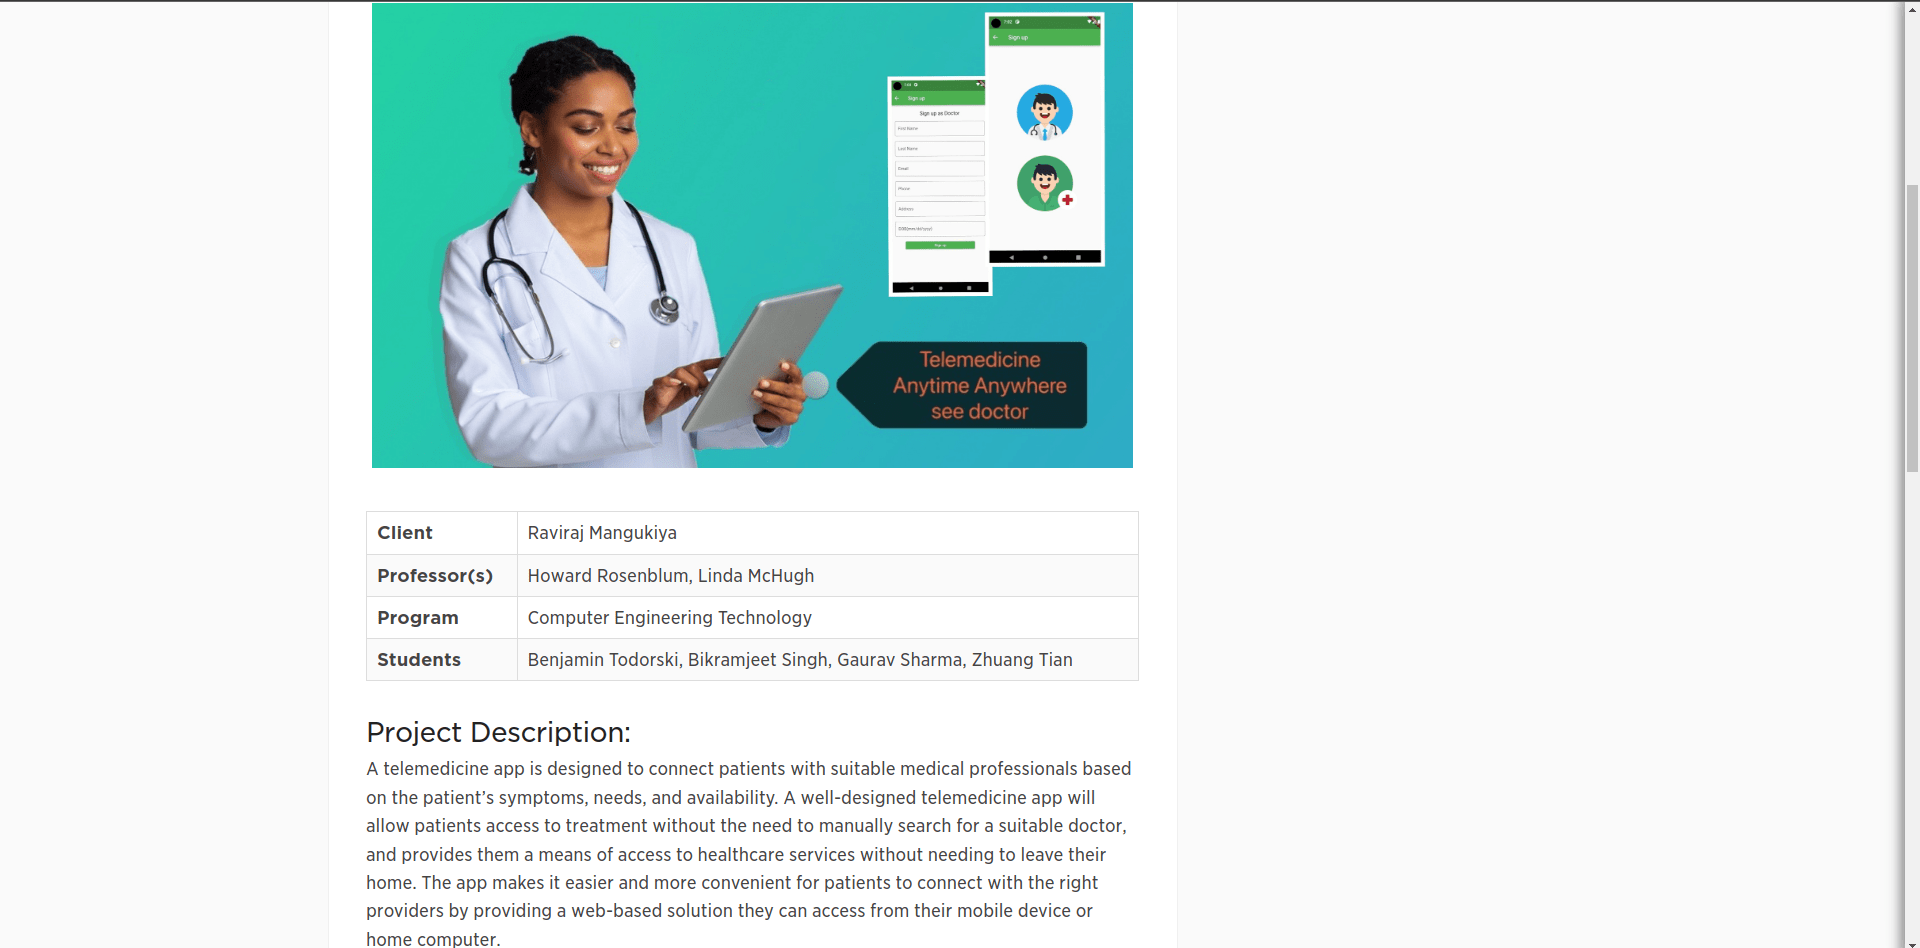 Sign up
Sign up
Sign up as Doctor
First Name
Last Name
Email
Phone
Address
Sign up
Telemedicine
Anytime Anywhere
see doctor
Client Raviraj Mangukiya
Professor(s) Howard Rosenblum, Linda McHugh
Program Computer Engineering Technology
Students Benjamin Todorski, Bikramjeet Singh, Gaurav Sharma, Zhuang Tian
Project Description:
A telemedicine app is designed to connect patients with suitable medical professionals based
on the patient’s symptoms, needs, and availability. A well-designed telemedicine app will
allow patients access to treatment without the need to manually search for a suitable doctor,
and provides them a means of access to healthcare services without needing to leave their
home. The app makes it easier and more convenient for patients to connect with the right
providers by providing a web-based solution they can access from their mobile device or
home computer.